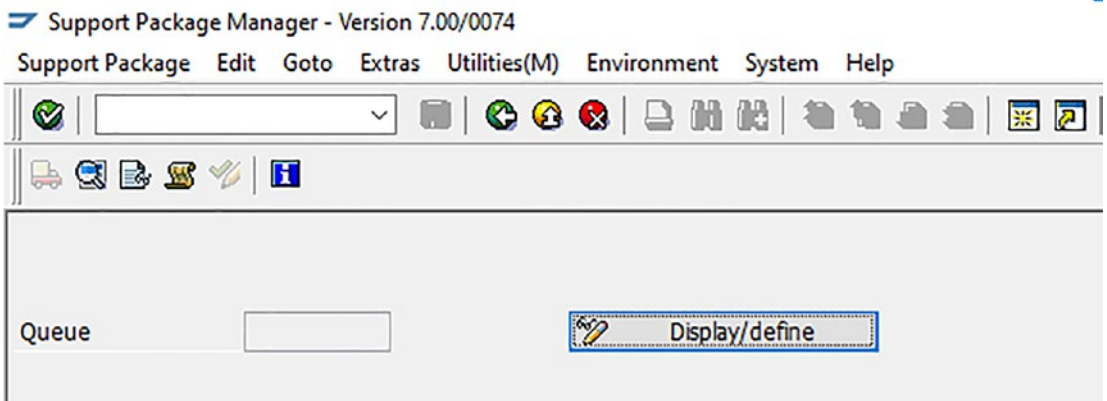 Support Package Manager - Version 7.00/0074
Support Package Edit Goto Extras Utilities(M) Environment System Help
Queue Display/define